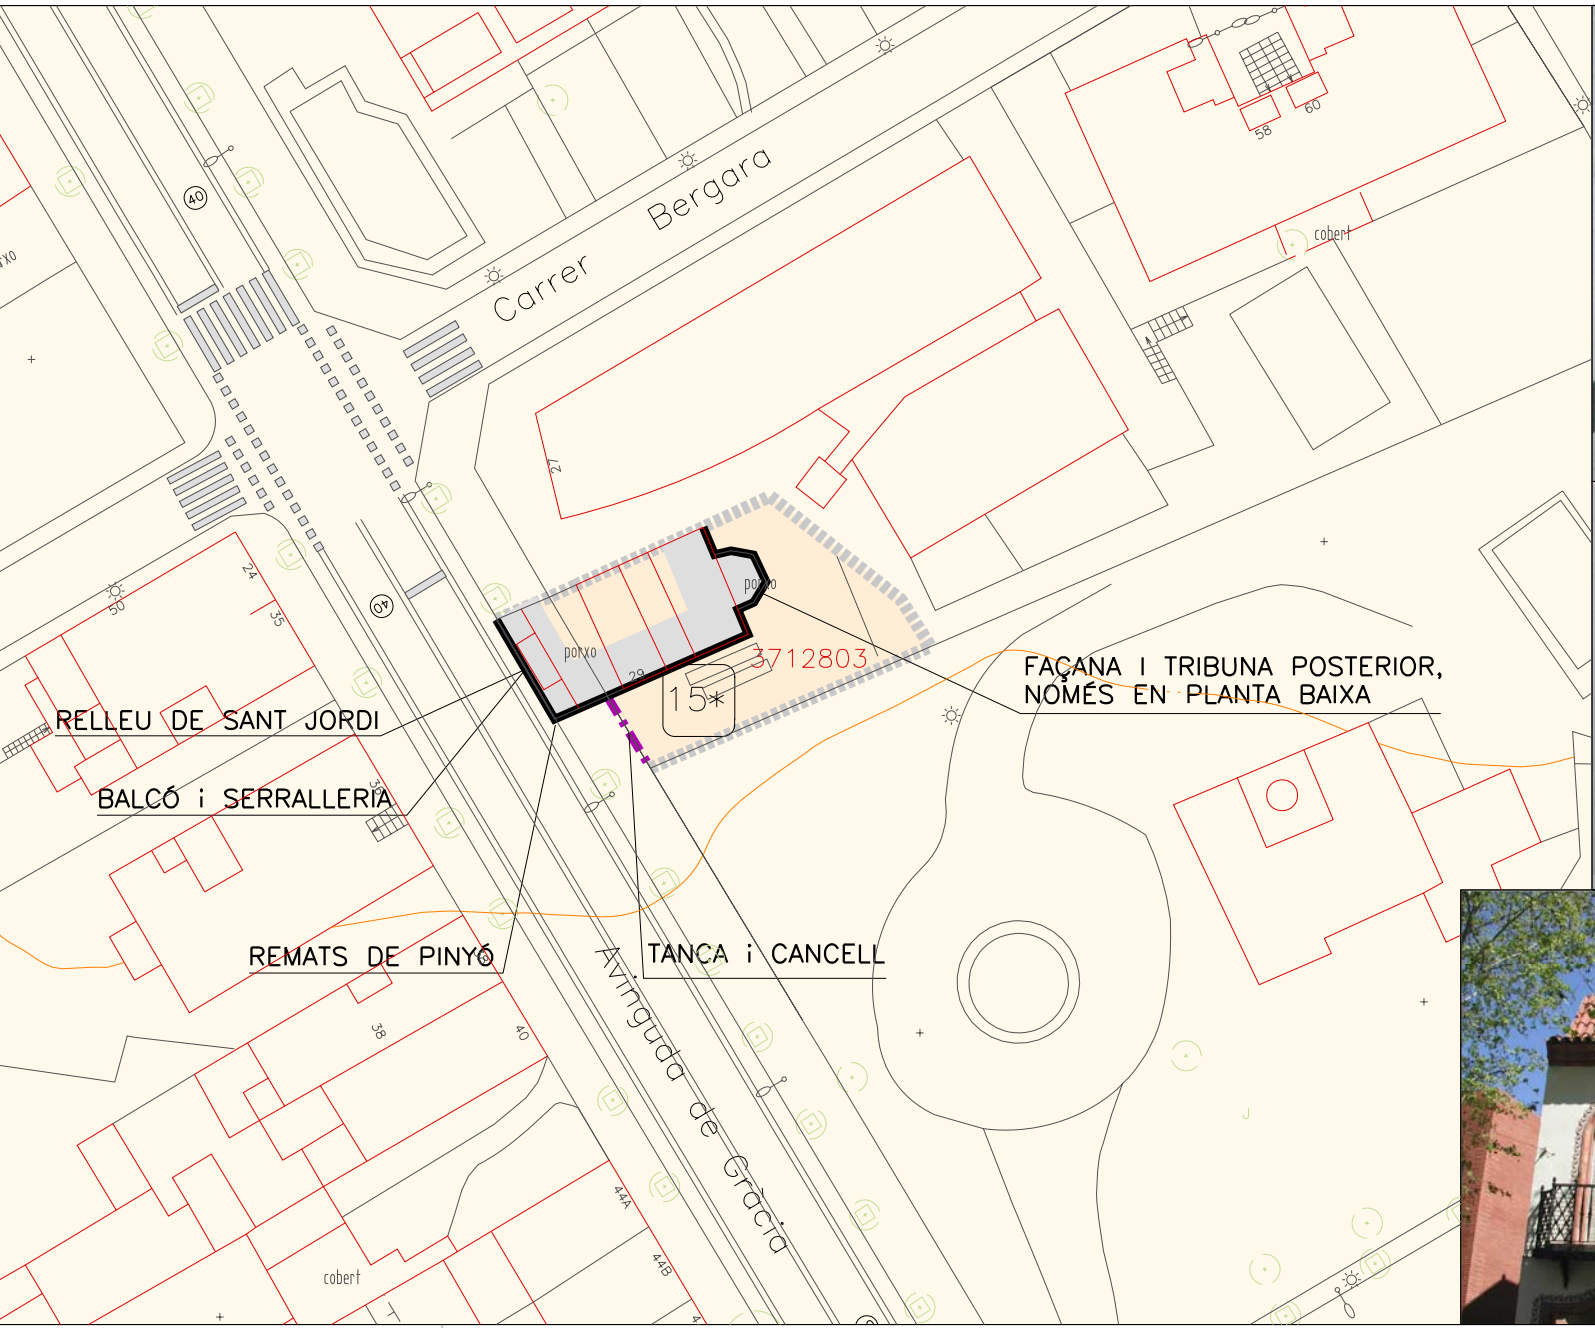 58
60
40
Carrer Bergara
cobert
27
24
50
35
40
porxo
porxo
29
3712803
15*
FAÇANA I TRIBUNA POSTERIOR,
NOMÉS EN PLANTA BAIXA
RELLEU DE SANT JORDI
BALCÓ i SERRALLERIA
36
REMATS DE PINYÓ
TANCA i CANCELL
38
40
Avinguda de Gràcia
J
44A
44B
cobert